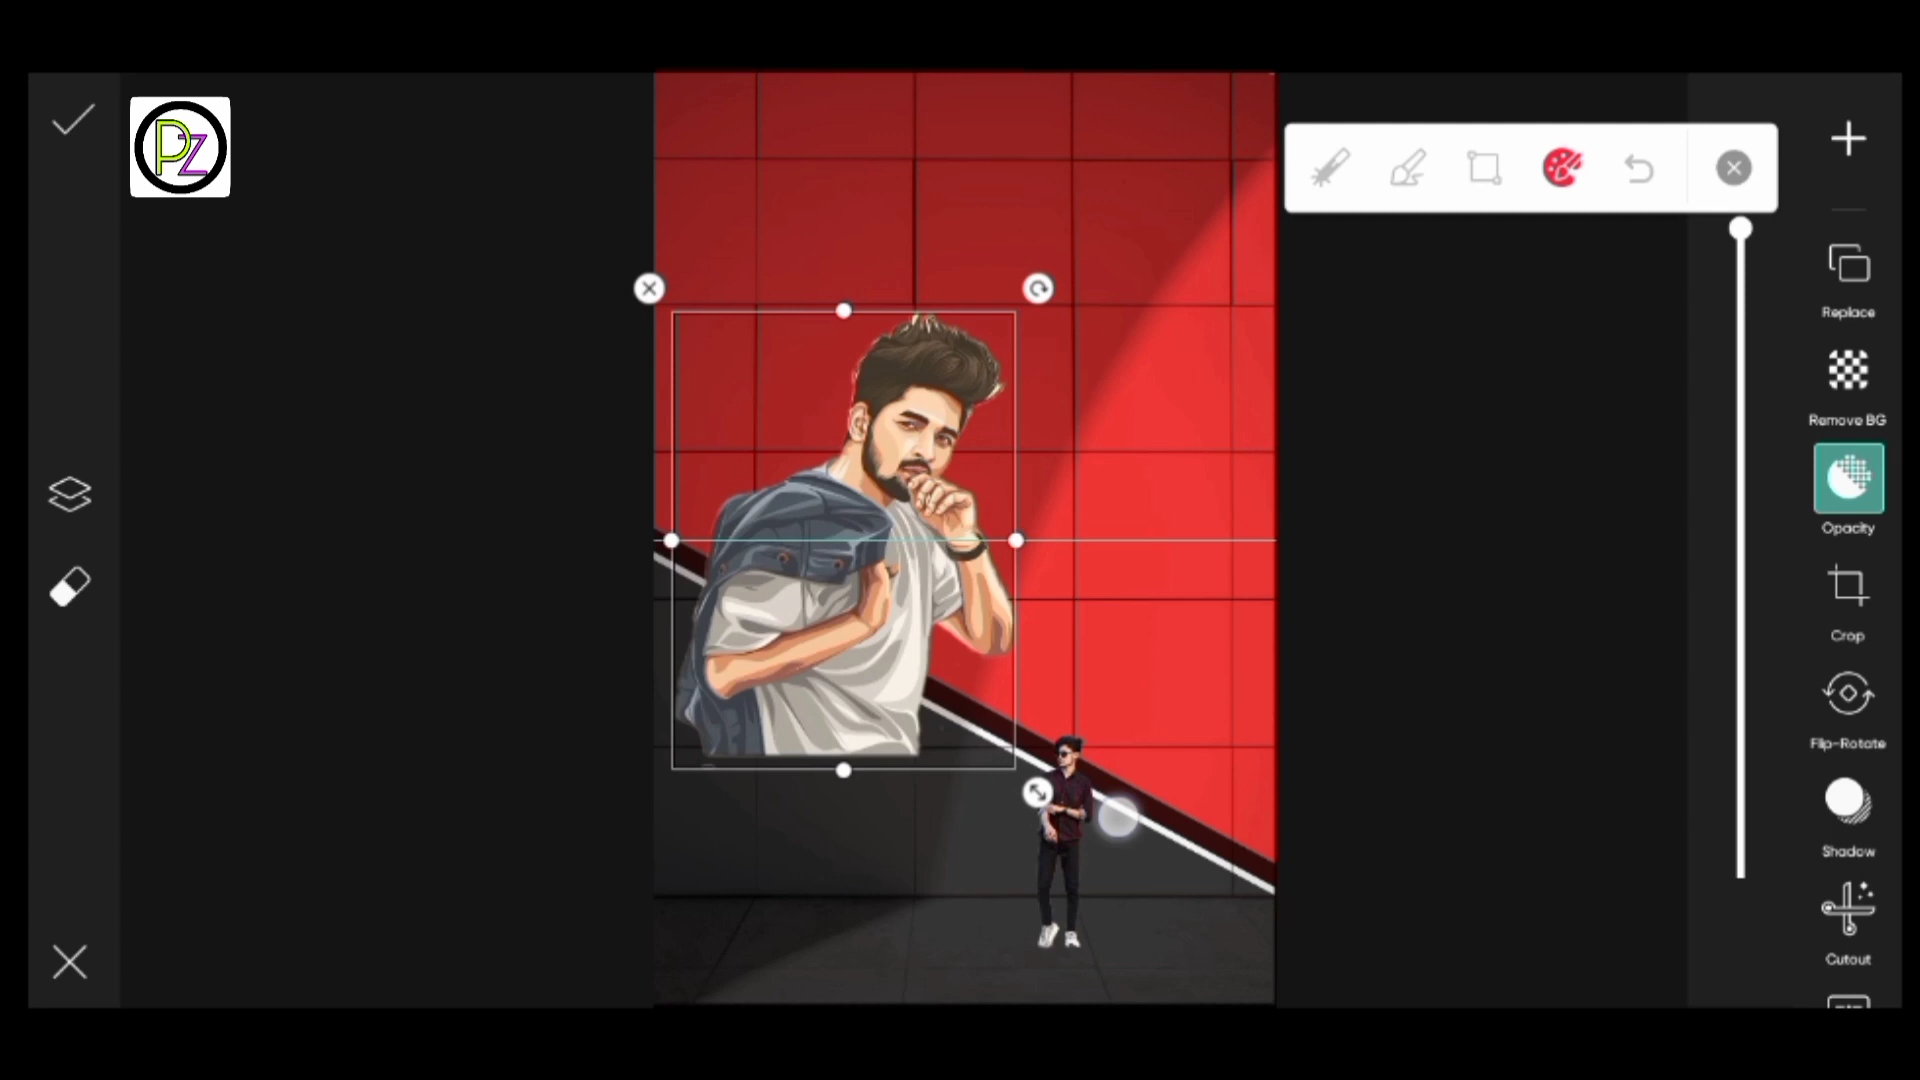 PZ
Replace
Remove BG
Opacity
Crop
Flip-Rotate
Shadow
Cutout